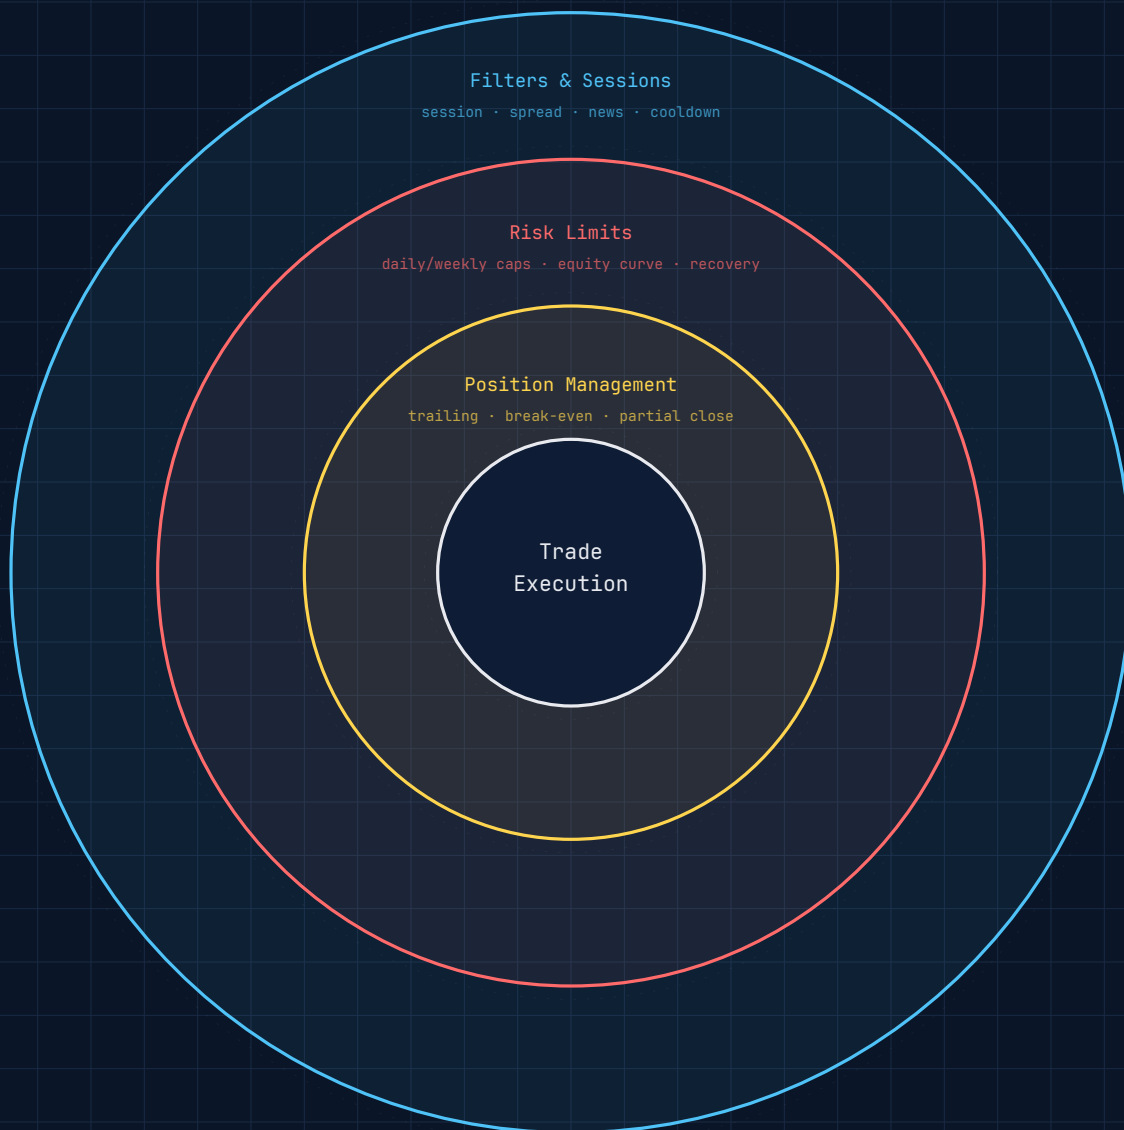 Filters & Sessions
session · spread · news · cooldown
Risk Limits
daily/weekly caps · equity curve · recovery
Position Management
trailing · break-even · partial close
Trade
Execution